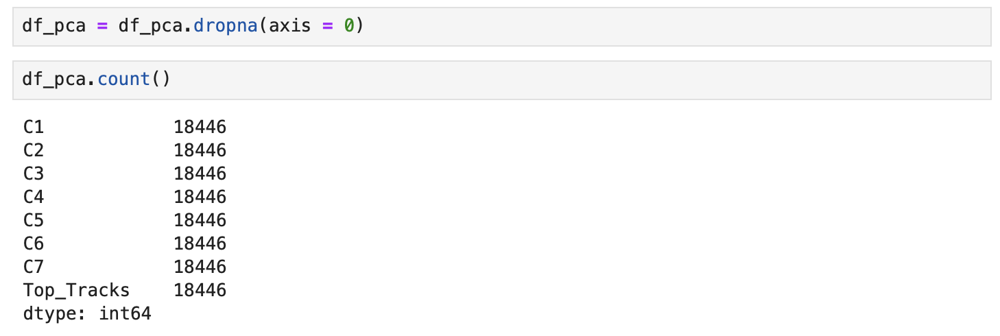 df_pca = df_pca.dropna(axis = 0)
df_pca.count()
C1 18446
C2 18446
C3 18446
C4 18446
C5 18446
C6 18446
C7 18446
Top_Tracks 18446
dtype: int64